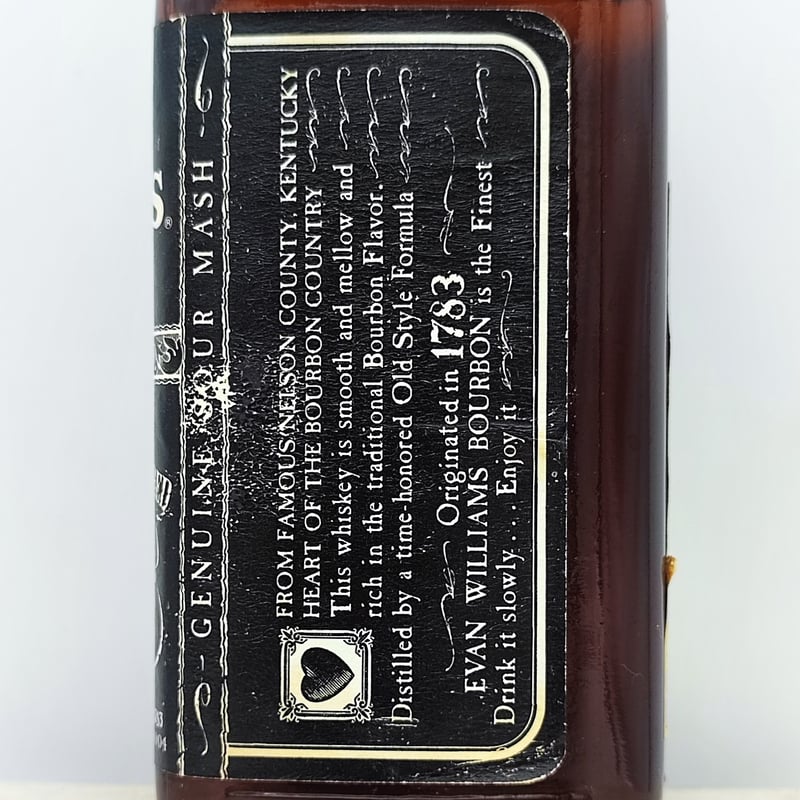 S®
GENUINE SOUR MASH
FROM FAMOUS NELSON COUNTY, KENTUCKY
HEART OF THE BOURBON COUNTRY
This whiskey is smooth and mellow and
rich in the traditional Bourbon Flavor.
Distilled by a time-honored Old Style Formula
Originated in 1783
EVAN WILLIAMS BOURBON is the Finest
Drink it slowly... Enjoy it